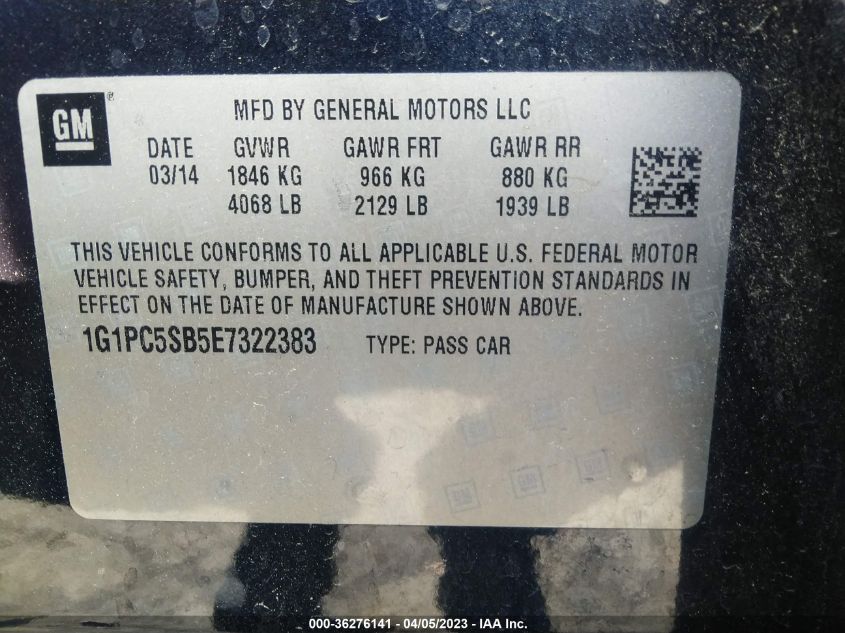 GM®
MFD BY GENERAL MOTORS LLC
DATE GVWR GAWR FRT GAWR RR
03/14 1846 KG 966 KG 880 KG
4068 LB 2129 LB 1939 LB
THIS VEHICLE CONFORMS TO ALL APPLICABLE U.S. FEDERAL MOTOR
VEHICLE SAFETY, BUMPER, AND THEFT PREVENTION STANDARDS IN
EFFECT ON THE DATE OF MANUFACTURE SHOWN ABOVE.
1G1PC5SB5E7322383 TYPE: PASS CAR
000-36276141 - 04/05/2023 - IAA Inc.